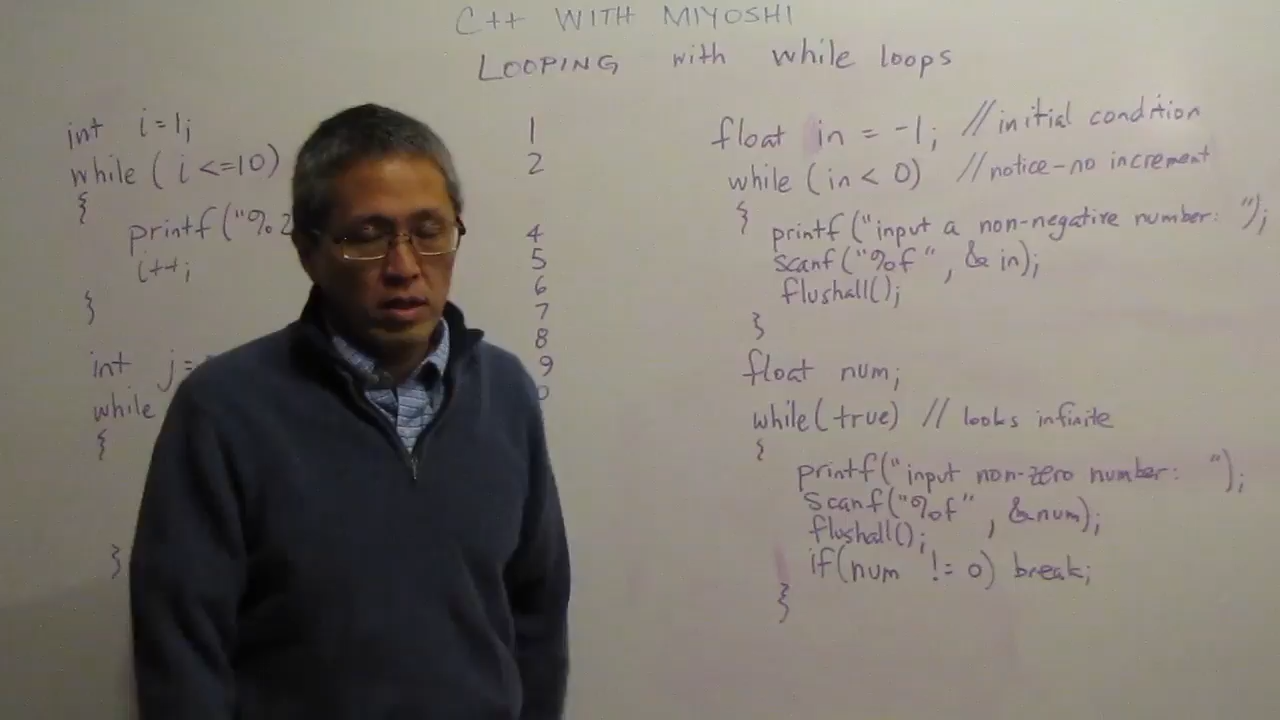 C++ WITH MIYOSHI
LOOPING with while loops
int i=1;
while ( i <=10)
{
printf("%2
i++;
}
int j=
while
{
}
1
2
4
5
6
7
8
9
0
float in = -1; //initial condition
while (in < 0) //notice-no increment
{
printf("input a non-negative number: ");
scanf("%f", &in);
flushall();
}
float num;
while(true) // looks infinite
{
printf("input non-zero number: ");
scanf("%f", &num);
flushall();
if(num != 0) break;
}